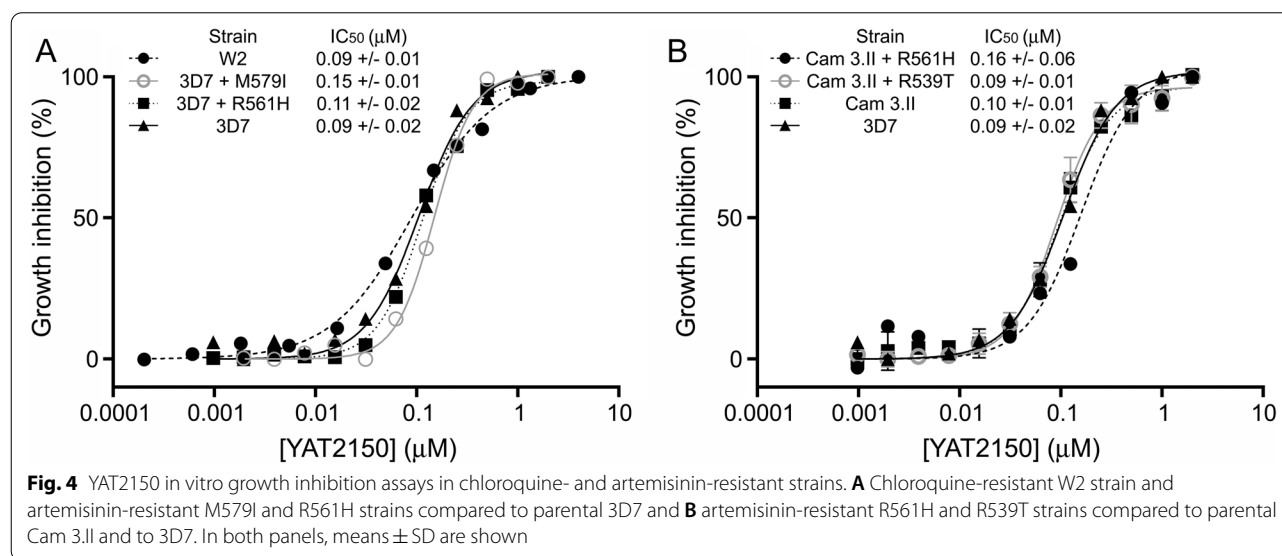 A
Strain IC50 (μM)
W2 0.09 +/- 0.01
3D7 + M579I 0.15 +/- 0.01
3D7 + R561H 0.11 +/- 0.02
3D7 0.09 +/- 0.02
Growth inhibition (%)
100
50
0
0.0001 0.01 0.1 1 10
[YAT2150] (μM)
B
Strain IC50 (μM)
Cam 3.II + R561H 0.16 +/- 0.06
Cam 3.II + R539T 0.09 +/- 0.01
Cam 3.II 0.10 +/- 0.01
3D7 0.09 +/- 0.02
Growth inhibition (%)
100
50
0
0.0001 0.01 0.1 1 10
[YAT2150] (μM)
Fig. 4 YAT2150 in vitro growth inhibition assays in chloroquine- and artemisinin-resistant strains. A Chloroquine-resistant W2 strain and
artemisinin-resistant M579I and R561H strains compared to parental 3D7 and B artemisinin-resistant R561H and R539T strains compared to parental
Cam 3.II and to 3D7. In both panels, means ± SD are shown